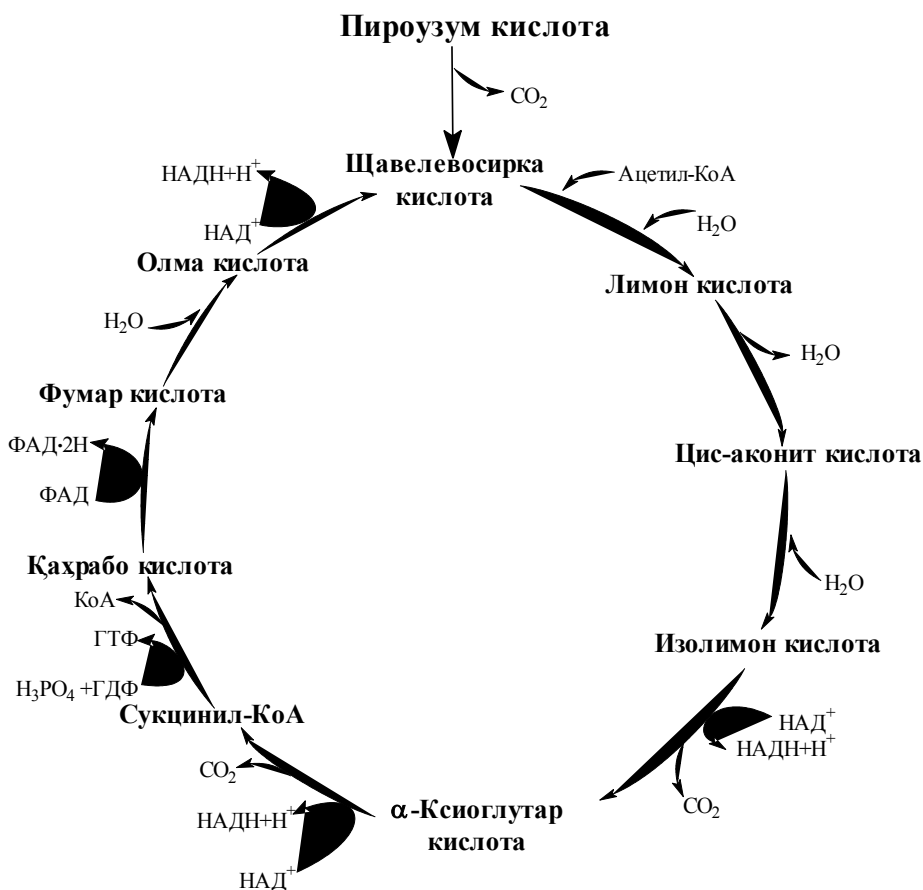 Пироузум кислота
CO2
Щавелевосирка
кислота
Ацетил-КоА
H2O
Лимон кислота
H2O
Цис-аконит кислота
H2O
Изолимон кислота
НАД+
НАДН+Н+
CO2
α-Ксиоглутар
кислота
НАД+
НАДН+Н+
CO2
Сукцинил-КоА
H3PO4 +ГДФ
ГТФ
КоА
Қаҳрабо кислота
ФАД
ФАД·2Н
Фумар кислота
H2O
Олма кислота
НАД+
НАДН+Н+